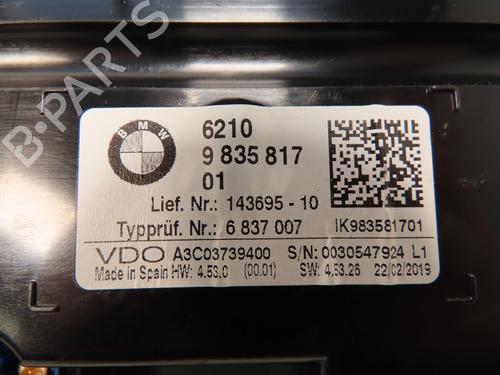 BMW
6210
9 835 817
01
Lief. Nr.: 143695 - 10
Typprüf. Nr.: 6 837 007
IK983581701
VDO A3C03739400 S/N: 0030547924 L1
Made in Spain HW: 4.53.0 (00.01) SW: 4.53.26 22/02/2019
B-PARTS